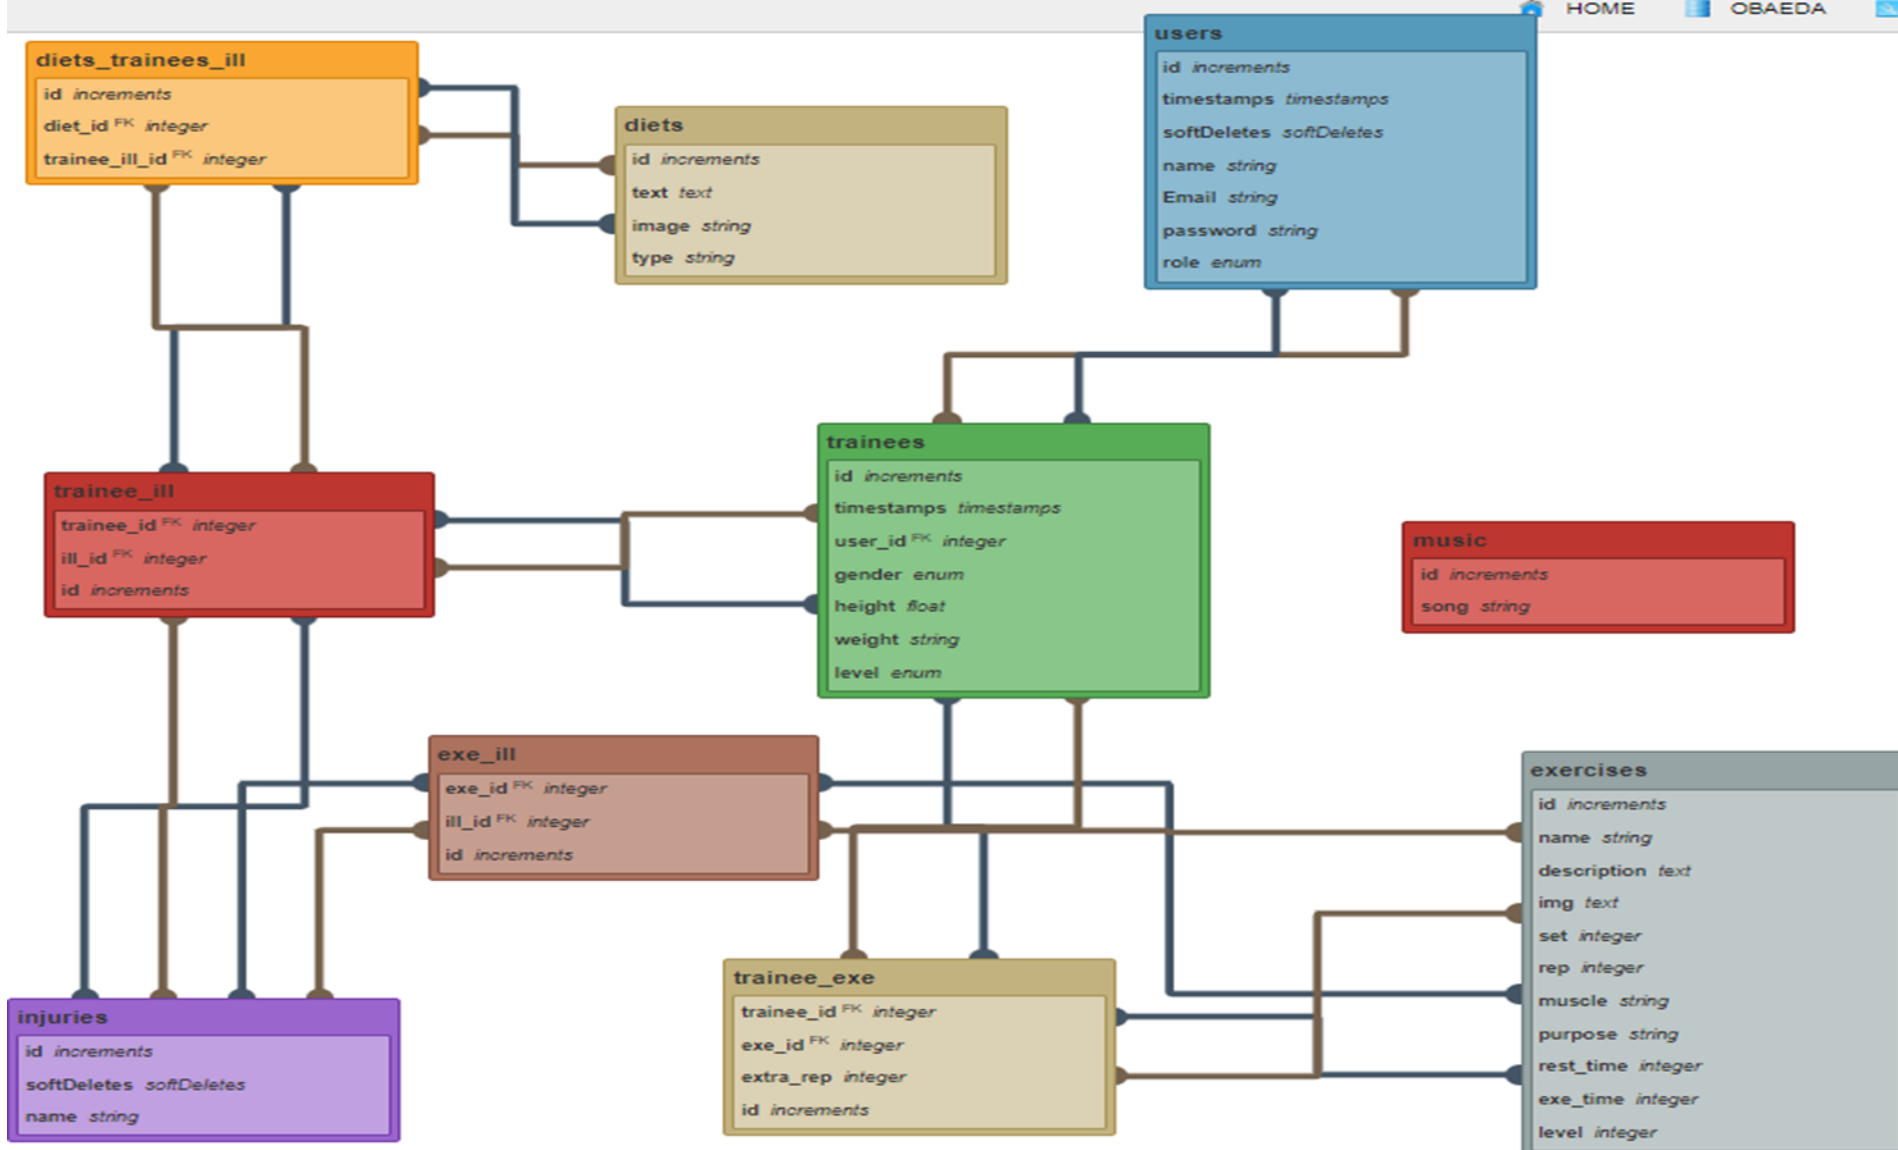 HOME OBAEDA
users
id increments
timestamps timestamps
softDeletes softDeletes
name string
Email string
password string
role enum
diets_trainees_ill
id increments
diet_id FK integer
trainee_ill_id FK integer
diets
id increments
text text
image string
type string
trainees
id increments
timestamps timestamps
user_id FK integer
gender enum
height float
weight string
level enum
trainee_ill
trainee_id FK integer
ill_id FK integer
id increments
music
id increments
song string
exe_ill
exe_id FK integer
ill_id FK integer
id increments
exercises
id increments
name string
description text
img text
set integer
rep integer
muscle string
purpose string
rest_time integer
exe_time integer
level integer
trainee_exe
trainee_id FK integer
exe_id FK integer
extra_rep integer
id increments
injuries
id increments
softDeletes softDeletes
name string